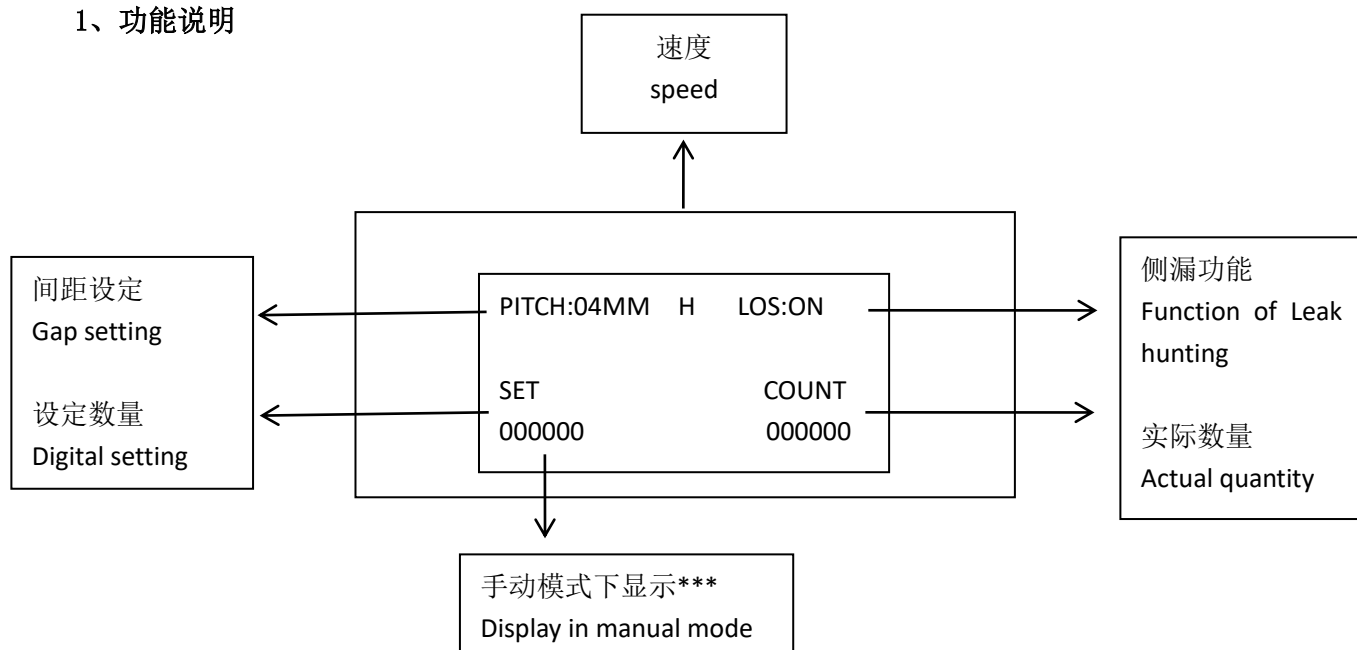 1、功能说明
速度
speed
间距设定
Gap setting
设定数量
Digital setting
PITCH:04MM H LOS:ON
SET COUNT
000000 000000
侧漏功能
Function of Leak
hunting
实际数量
Actual quantity
手动模式下显示***
Display in manual mode